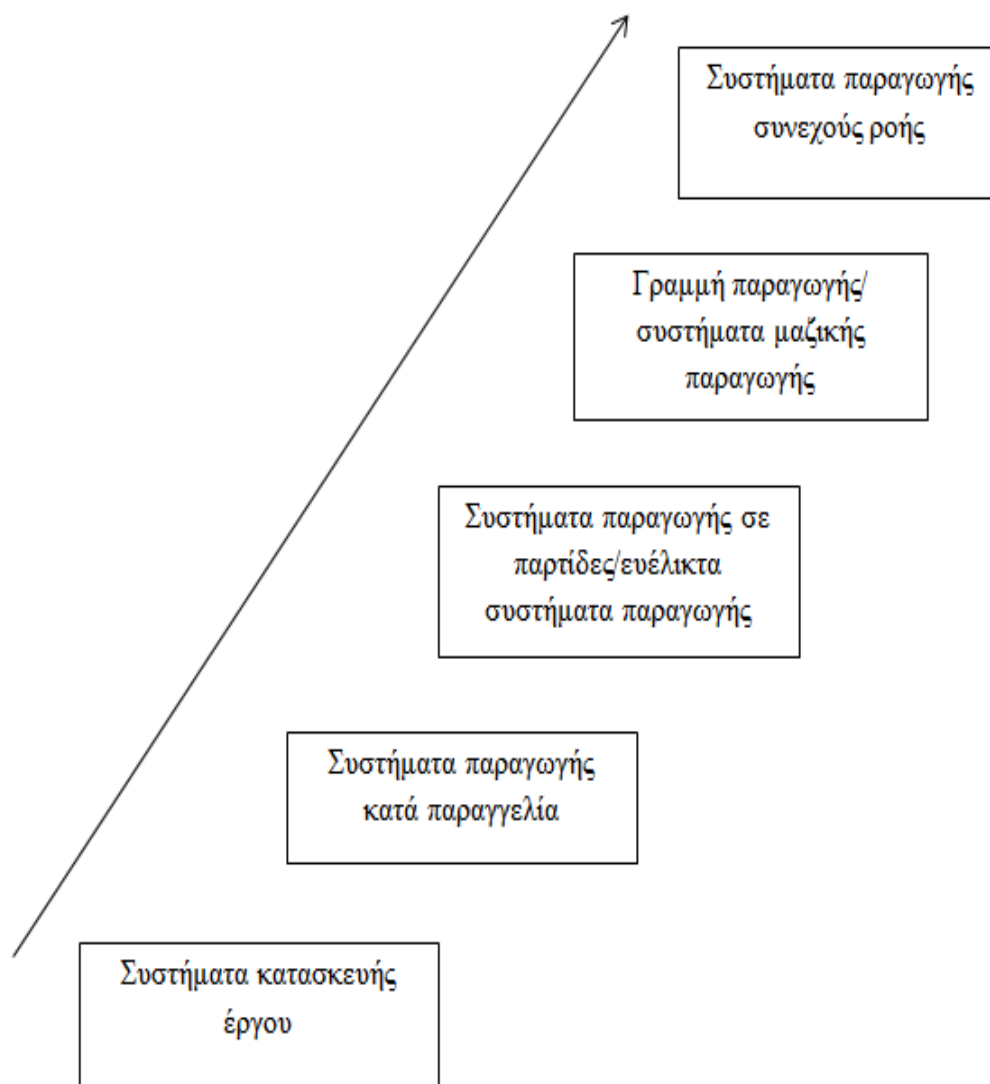 Συστήματα παραγωγής
συνεχούς ροής
Γραμμή παραγωγής/
συστήματα μαζικής
παραγωγής
Συστήματα παραγωγής σε
παρτίδες/ευέλικτα
συστήματα παραγωγής
Συστήματα παραγωγής
κατά παραγγελία
Συστήματα κατασκευής
έργου